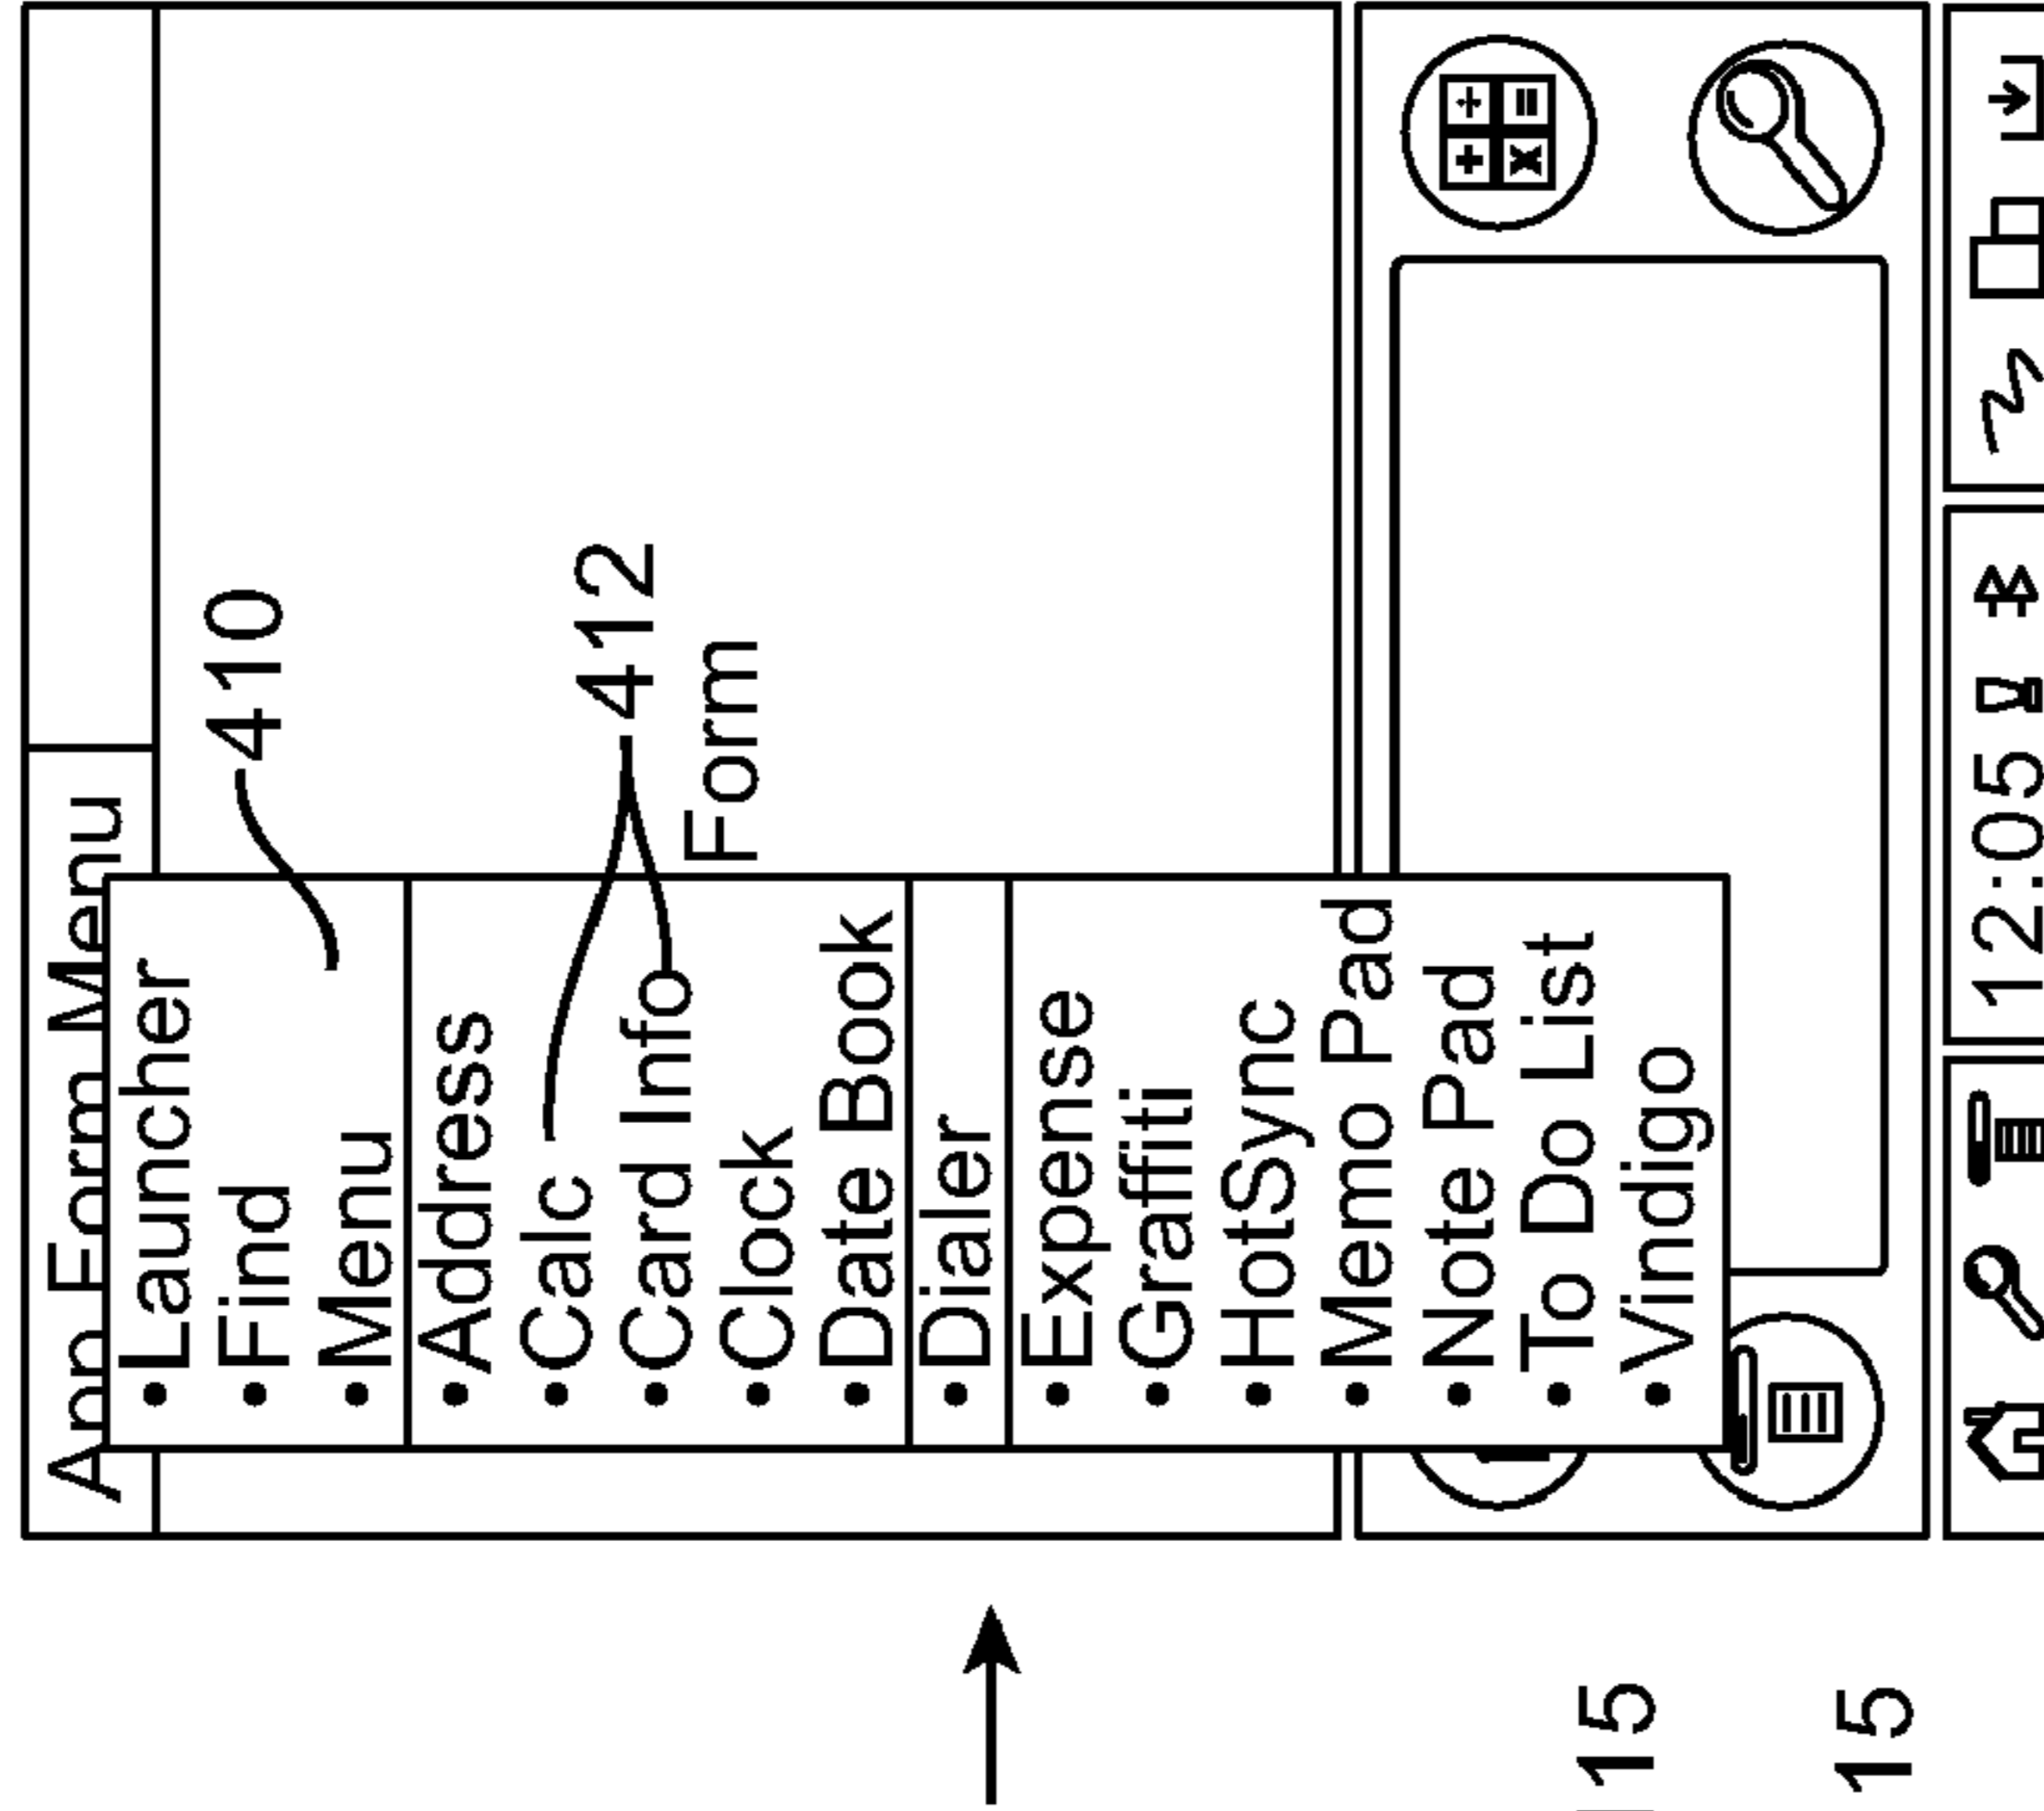 App Form Menu
• Launcher
• Find
• Menu
410
• Address
• Calc
412
• Card Info
Form
• Clock
• Date Book
• Dialer
• Expense
• Graffiti
• HotSync
• Memo Pad
• Note Pad
• To Do List
• Vindigo
+ ÷
x =
12:05
15
15